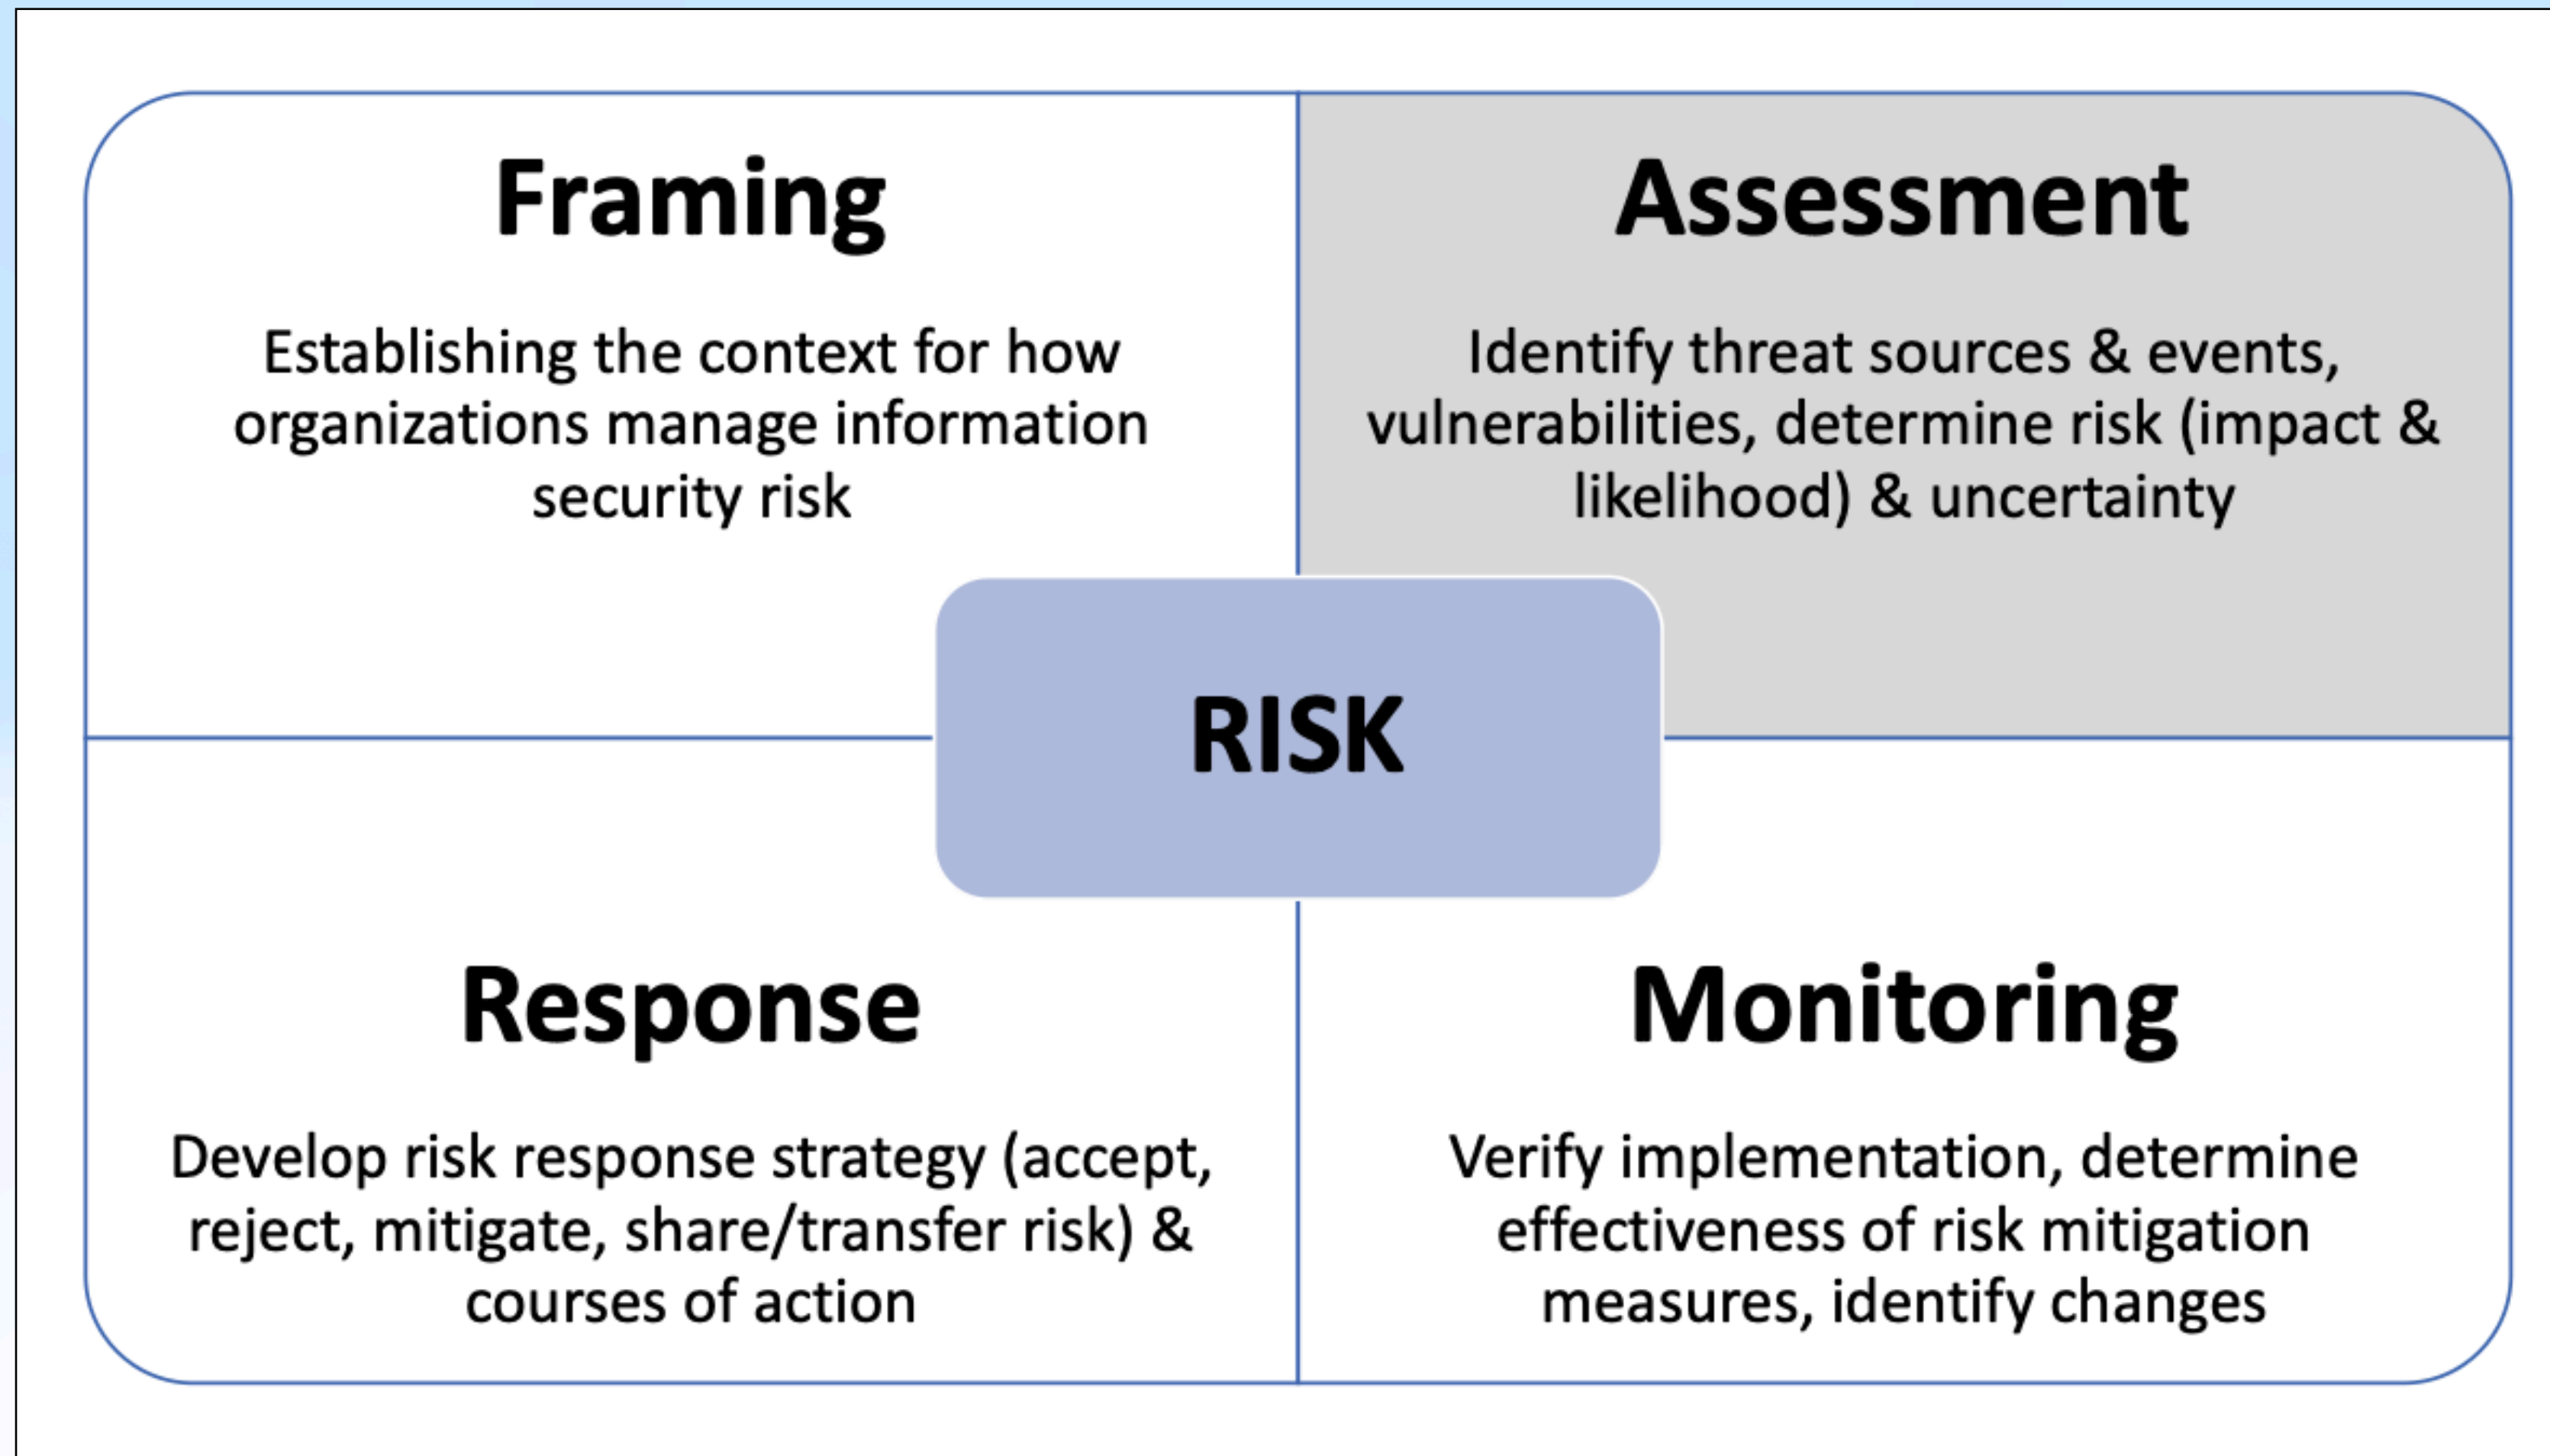 Framing
Establishing the context for how
organizations manage information
security risk
Assessment
Identify threat sources & events,
vulnerabilities, determine risk (impact &
likelihood) & uncertainty
RISK
Response
Develop risk response strategy (accept,
reject, mitigate, share/transfer risk) &
courses of action
Monitoring
Verify implementation, determine
effectiveness of risk mitigation
measures, identify changes